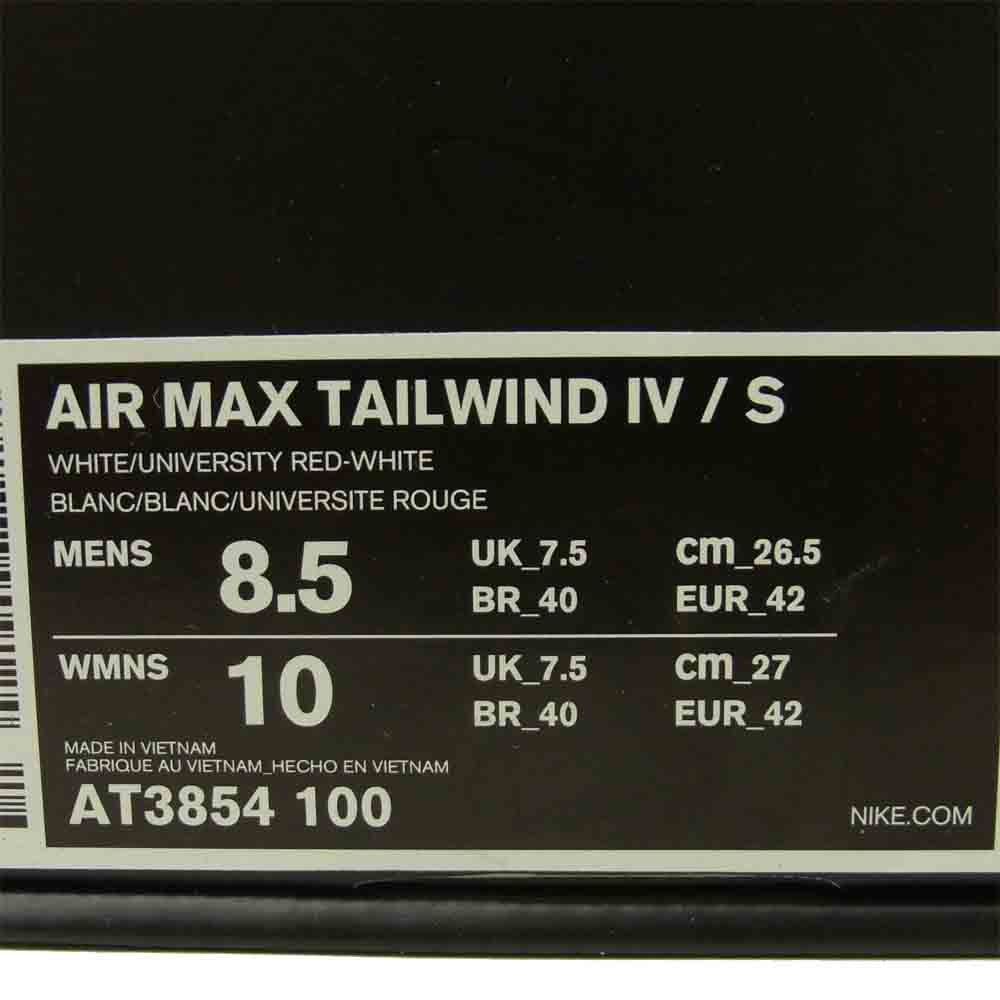 AIR MAX TAILWIND IV / S
WHITE/UNIVERSITY RED-WHITE
BLANC/BLANC/UNIVERSITE ROUGE
MENS 8.5 UK_7.5 cm_26.5
BR_40 EUR_42
WMNS 10 UK_7.5 cm_27
BR_40 EUR_42
MADE IN VIETNAM
FABRIQUE AU VIETNAM_HECHO EN VIETNAM
AT3854 100 NIKE.COM